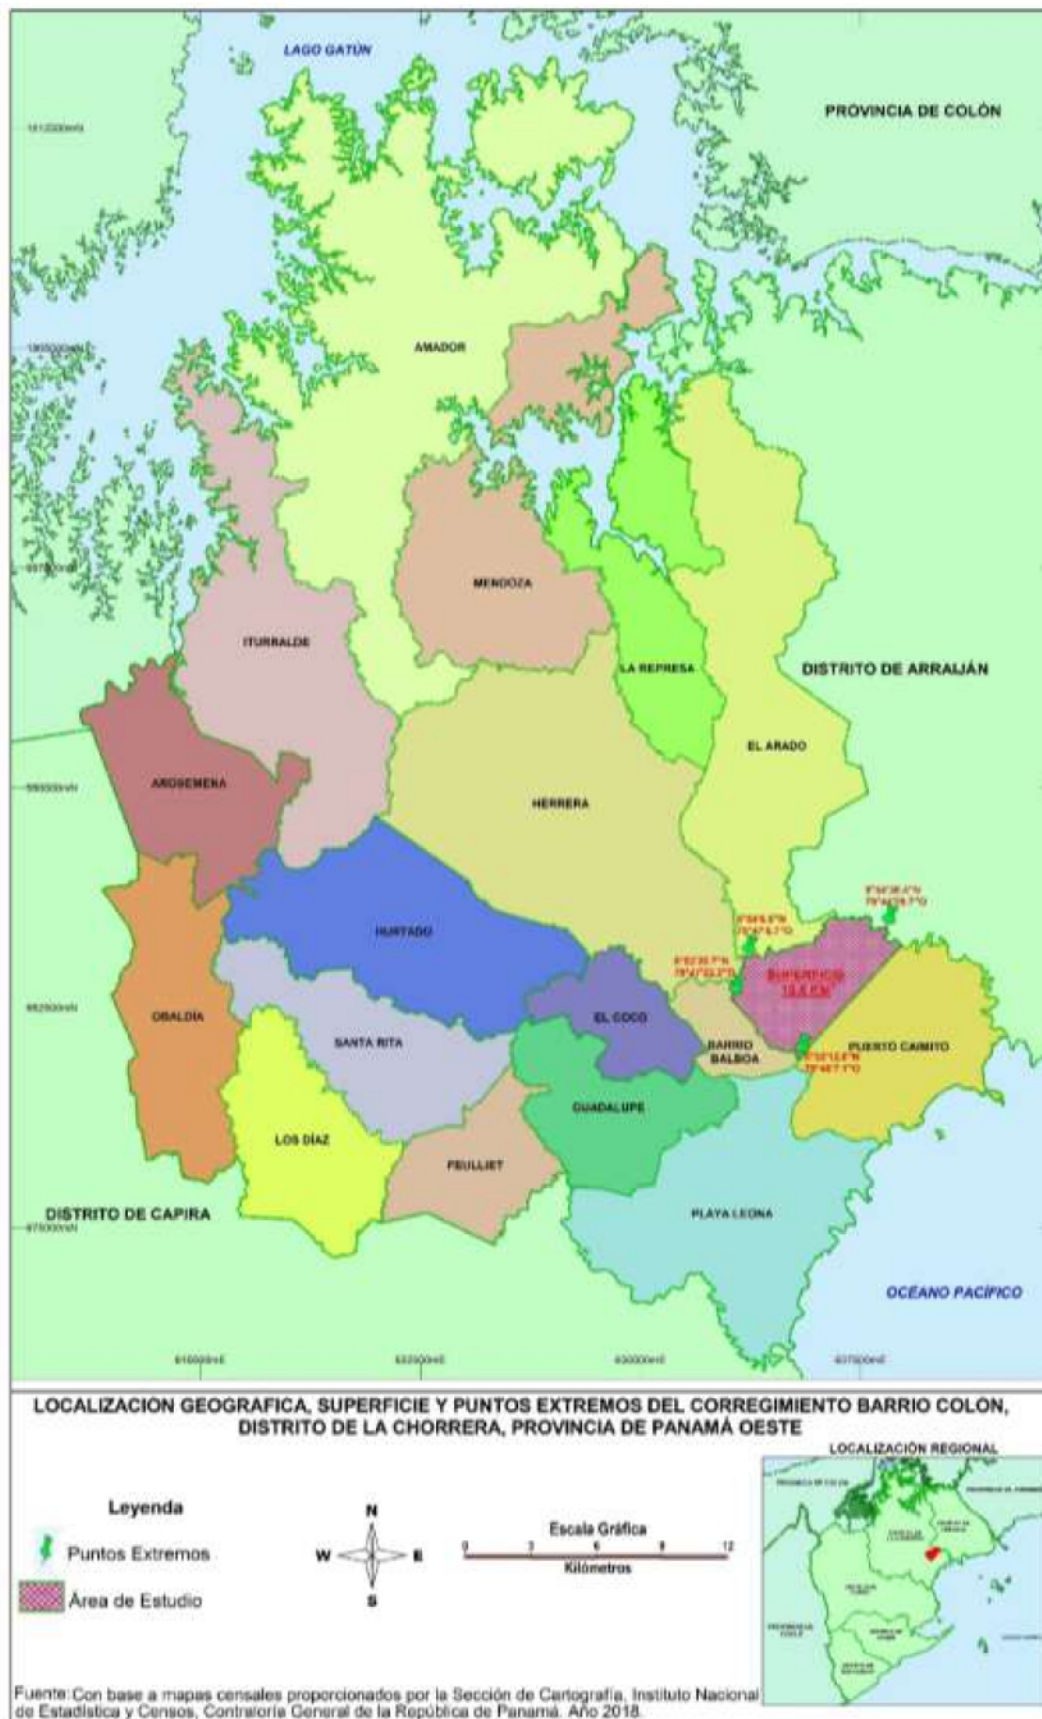 LAGO GATÚN
PROVINCIA DE COLÓN
AMADOR
MENDOZA
ITURRALDE
LA REPRESA
DISTRITO DE ARRAIJÁN
EL ARADO
AROSEMENA
HERRERA
HURTADO
SUPERFICIE
OBALDÍA
EL COCO
SANTA RITA
BARRIO
BALBOA
PUERTO CAIMITO
GUADALUPE
LOS DÍAZ
FEULLIET
DISTRITO DE CAPIRA
PLAYA LEONA
OCÉANO PACÍFICO
LOCALIZACIÓN GEOGRAFICA, SUPERFICIE Y PUNTOS EXTREMOS DEL CORREGIMIENTO BARRIO COLÓN,
DISTRITO DE LA CHORRERA, PROVINCIA DE PANAMÁ OESTE
LOCALIZACIÓN REGIONAL
Leyenda
Puntos Extremos
Área de Estudio
N
W E
S
Escala Gráfica
0 3 6 9 12
Kilómetros
Fuente: Con base a mapas censales proporcionados por la Sección de Cartografía, Instituto Nacional
de Estadística y Censos, Contraloría General de la República de Panamá. Año 2018.